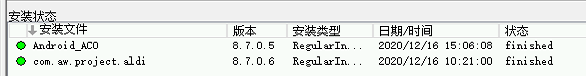 安装状态
安装文件 版本 安装类型 日期/时间 状态
Android_ACO 8.7.0.5 RegularIn... 2020/12/16 15:06:08 finished
com.aw.project.aldi 8.7.0.6 RegularIn... 2020/12/16 10:21:00 finished